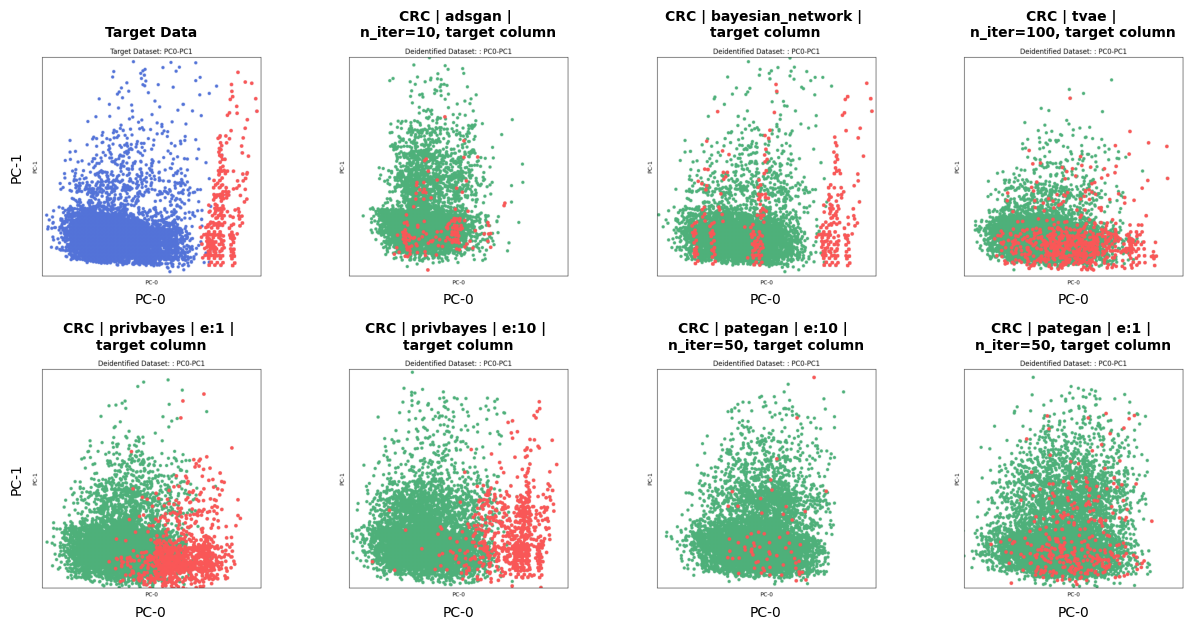 Target Data
Target Dataset: PC0-PC1
PC-1
PC-1
PC-0
PC-0
CRC | adsgan |
n_iter=10, target column
Deidentified Dataset: : PC0-PC1
PC-1
PC-0
PC-0
CRC | bayesian_network |
target column
Deidentified Dataset: : PC0-PC1
PC-1
PC-0
PC-0
CRC | tvae |
n_iter=100, target column
Deidentified Dataset: : PC0-PC1
PC-1
PC-0
PC-0
CRC | privbayes | e:1 |
target column
Deidentified Dataset: : PC0-PC1
PC-1
PC-1
PC-0
PC-0
CRC | privbayes | e:10 |
target column
Deidentified Dataset: : PC0-PC1
PC-1
PC-0
PC-0
CRC | pategan | e:10 |
n_iter=50, target column
Deidentified Dataset: : PC0-PC1
PC-1
PC-0
PC-0
CRC | pategan | e:1 |
n_iter=50, target column
Deidentified Dataset: : PC0-PC1
PC-1
PC-0
PC-0